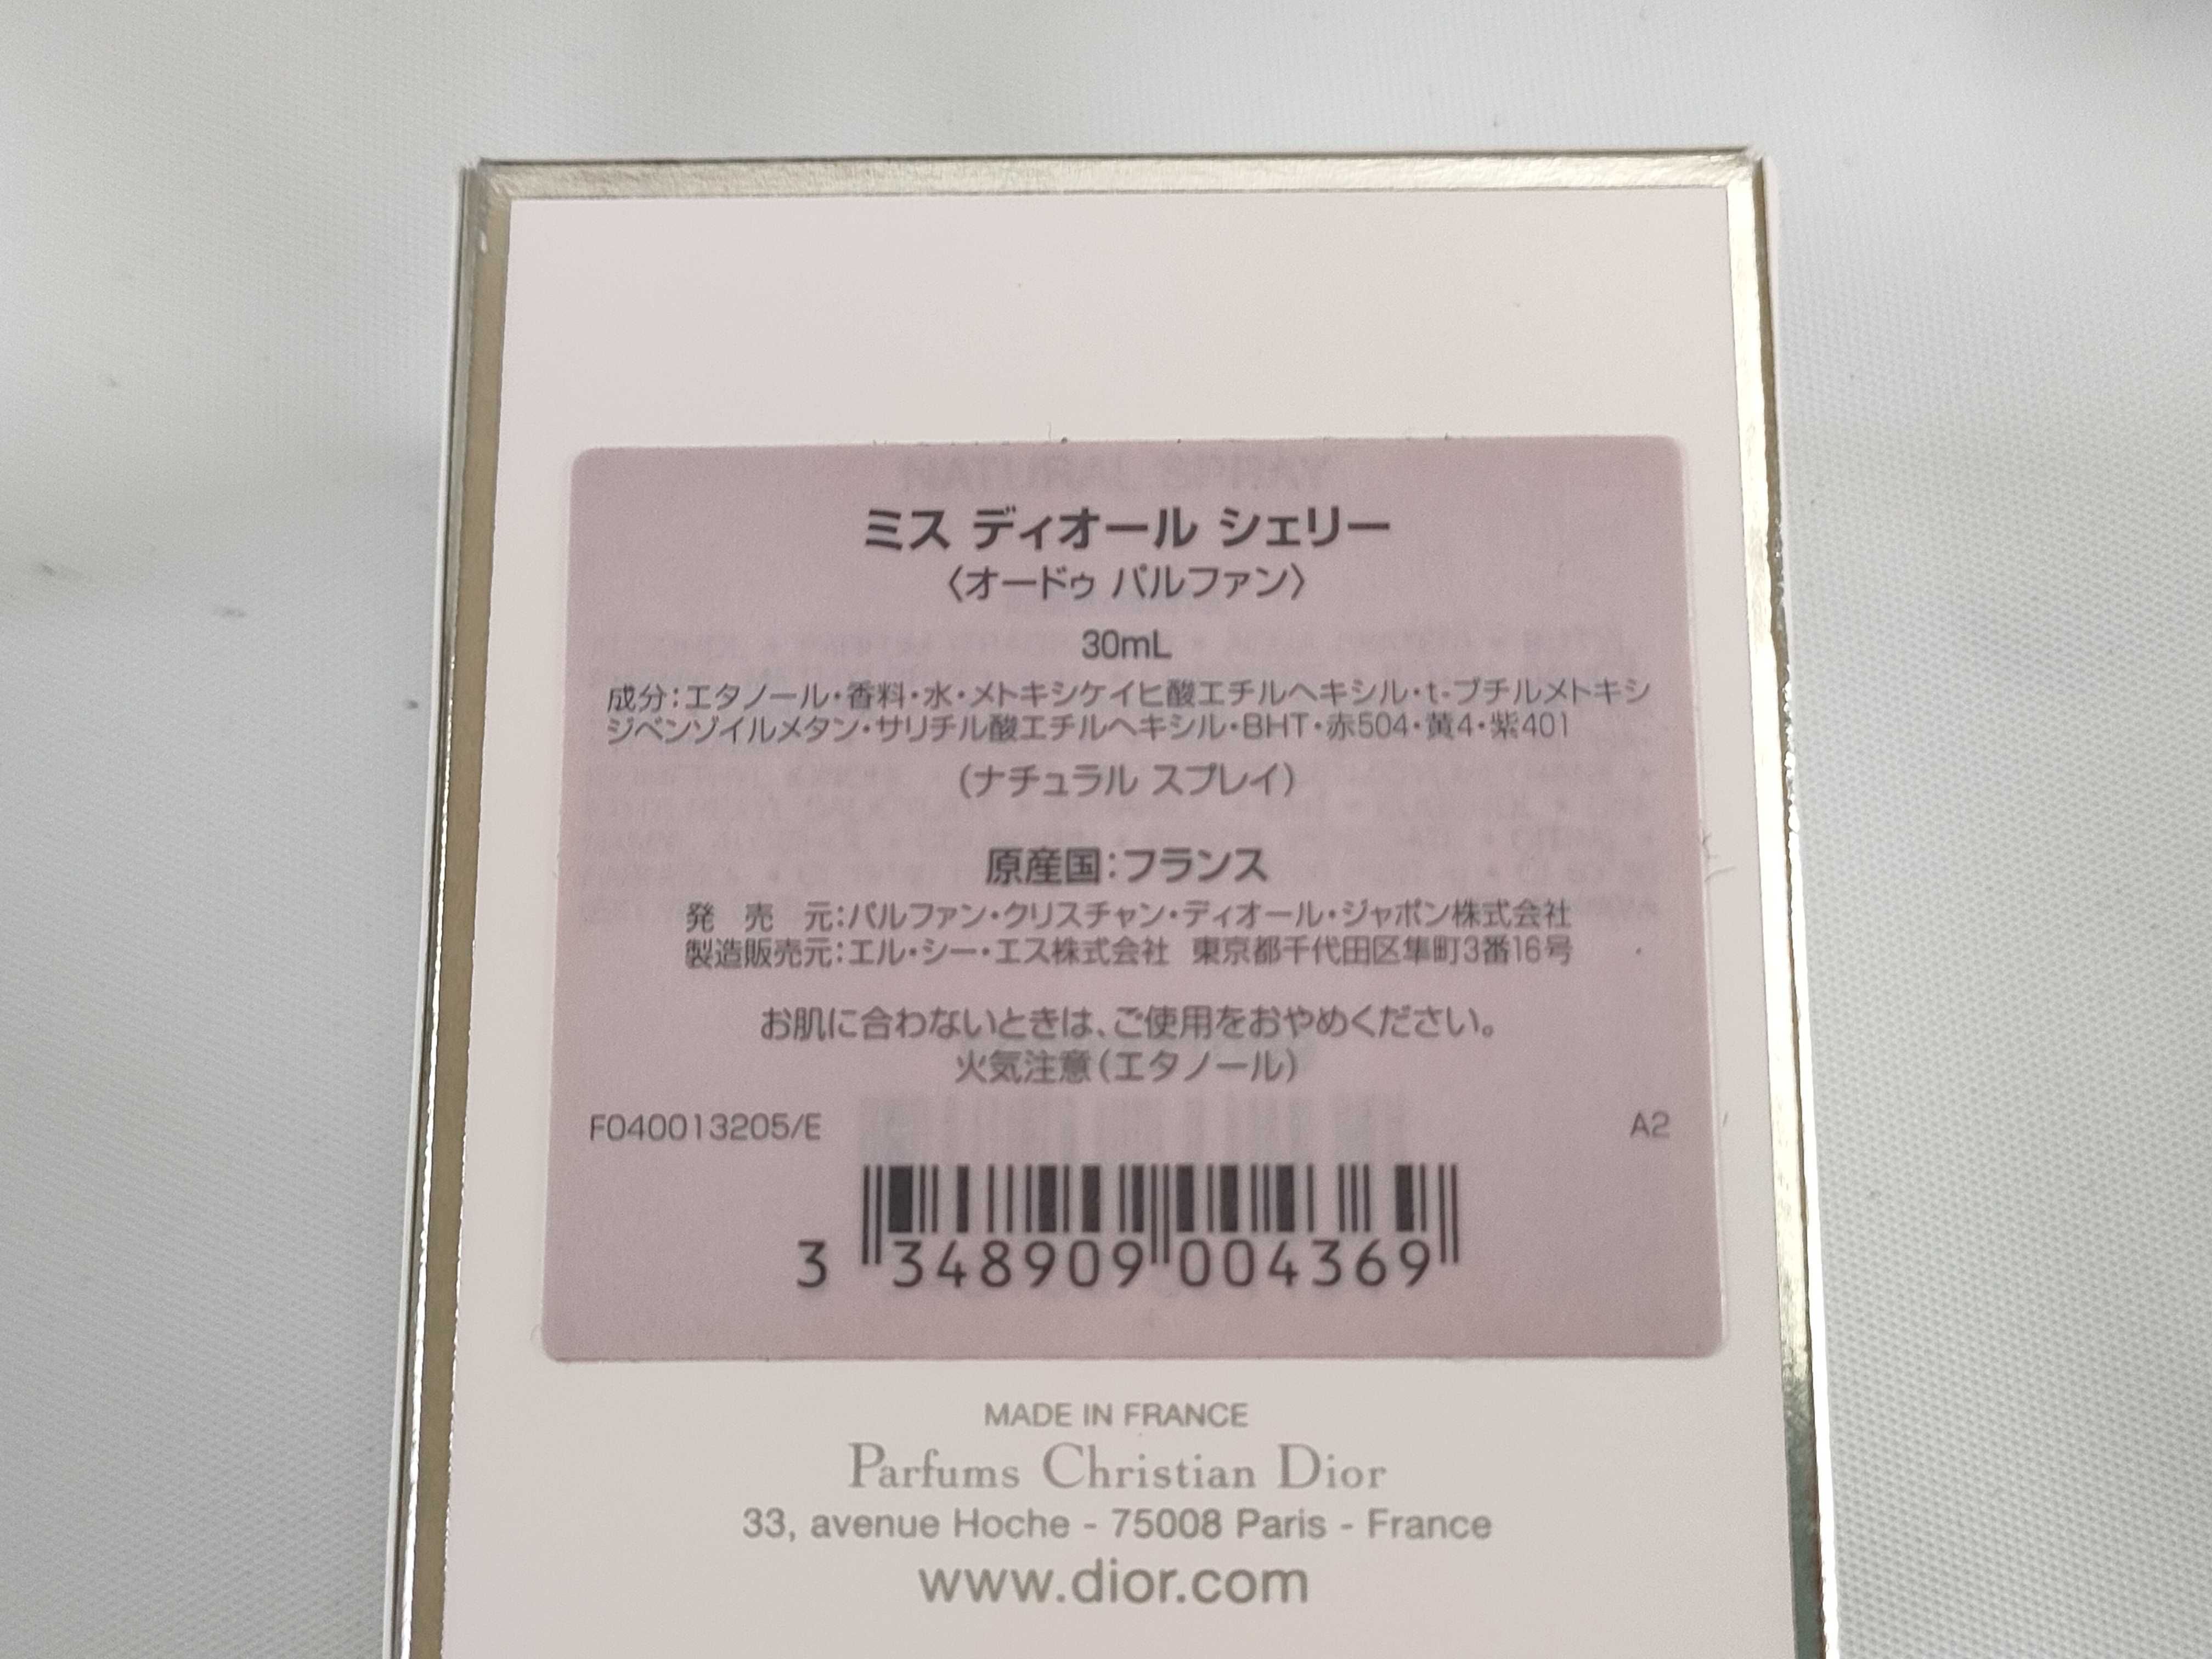 NATURAL SPRAY
ミス ディオール シェリー
〈オードゥ パルファン〉
30mL
成分：エタノール・香料・水・メトキシケイヒ酸エチルヘキシル・t-ブチルメトキシ
ジベンゾイルメタン・サリチル酸エチルヘキシル・BHT・赤504・黄4・紫401
（ナチュラル スプレイ）
原産国：フランス
発 売 元：パルファン・クリスチャン・ディオール・ジャポン株式会社
製造販売元：エル・シー・エス株式会社 東京都千代田区隼町3番16号
お肌に合わないときは、ご使用をおやめください。
火気注意（エタノール）
F040013205/E A2
3 348909 004369
MADE IN FRANCE
Parfums Christian Dior
33, avenue Hoche - 75008 Paris - France
www.dior.com